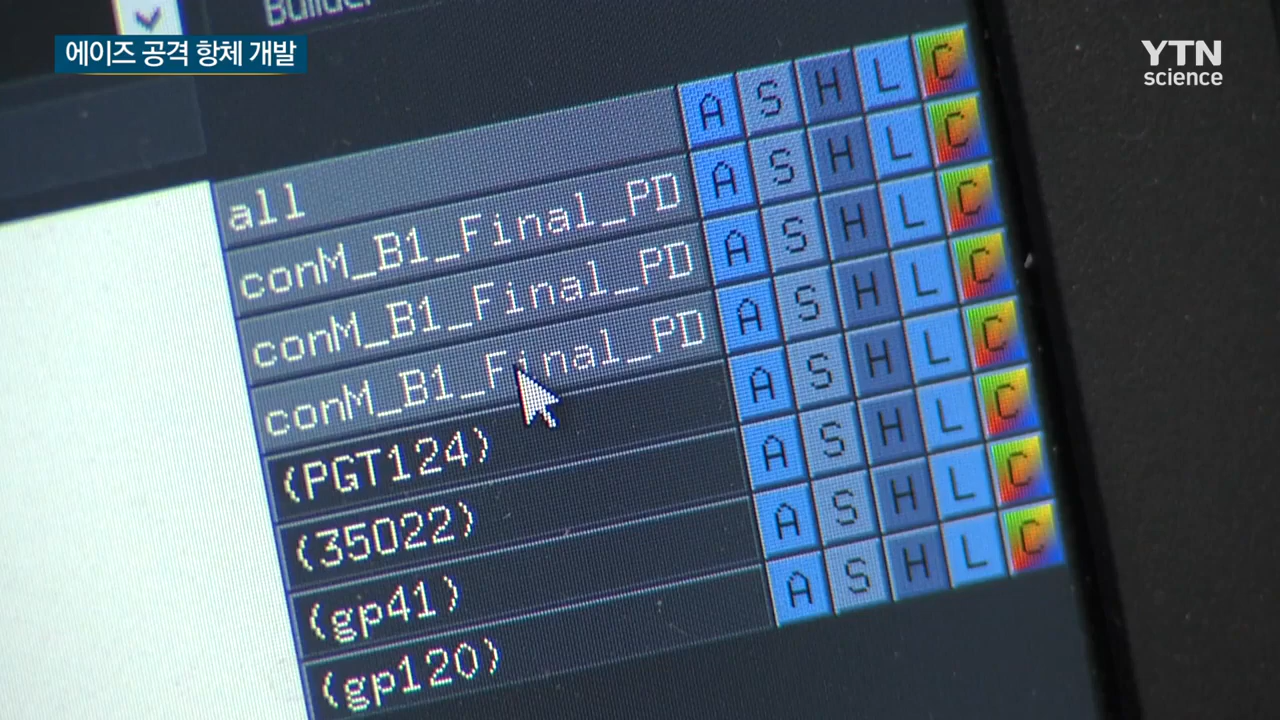 에이즈 공격 항체 개발
YTN
science
Builder
all A S H L C
conM_B1_Final_PD A S H L C
conM_B1_Final_PD A S H L C
conM_B1_Final_PD A S H L C
(PGT124) A S H L C
(35022) A S H L C
(gp41) A S H L C
(gp120) A S H L C